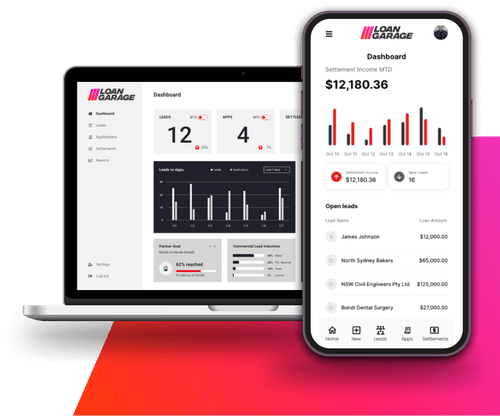 LOAN
GARAGE
Dashboard
Dashboard
Leads
Applications
Settlements
Reports
Settings
Log out
LEADS
MTD
12
33%
APPS
MTD
4
7%
SETTLE
Leads vs Apps
Leads
Applications
Last 7 days
Partner Goal
62% reached
Commercial Lead Industries
LOAN
GARAGE
Dashboard
Settlement Income MTD
$12,180.36
Oct 10
Oct 11
Oct 12
Oct 13
Oct 14
Oct 15
Oct 16
Settlement Income
$12,180.36
New Leads
16
Open leads
Lead Name
Loan Amount
James Johnson
$12,000.00
North Sydney Bakers
$65,000.00
NSW Civil Engineers Pty Ltd
$125,000.00
Bondi Dental Surgery
$27,000.00
Home
New
Leads
Apps
Settlements